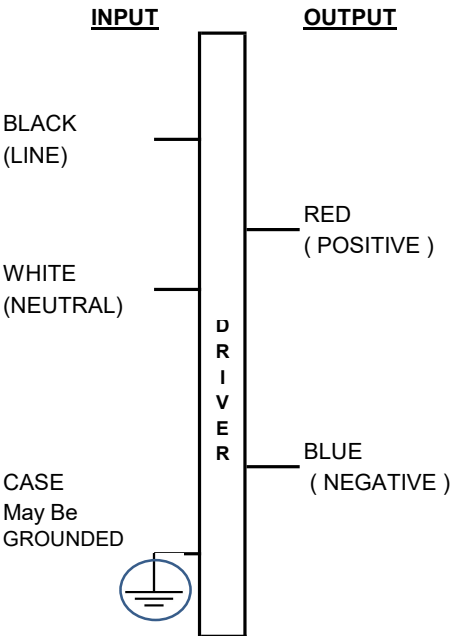 INPUT
OUTPUT
BLACK
(LINE)
RED
( POSITIVE )
WHITE
(NEUTRAL)
D
R
I
V
E
R
BLUE
( NEGATIVE )
CASE
May Be
GROUNDED